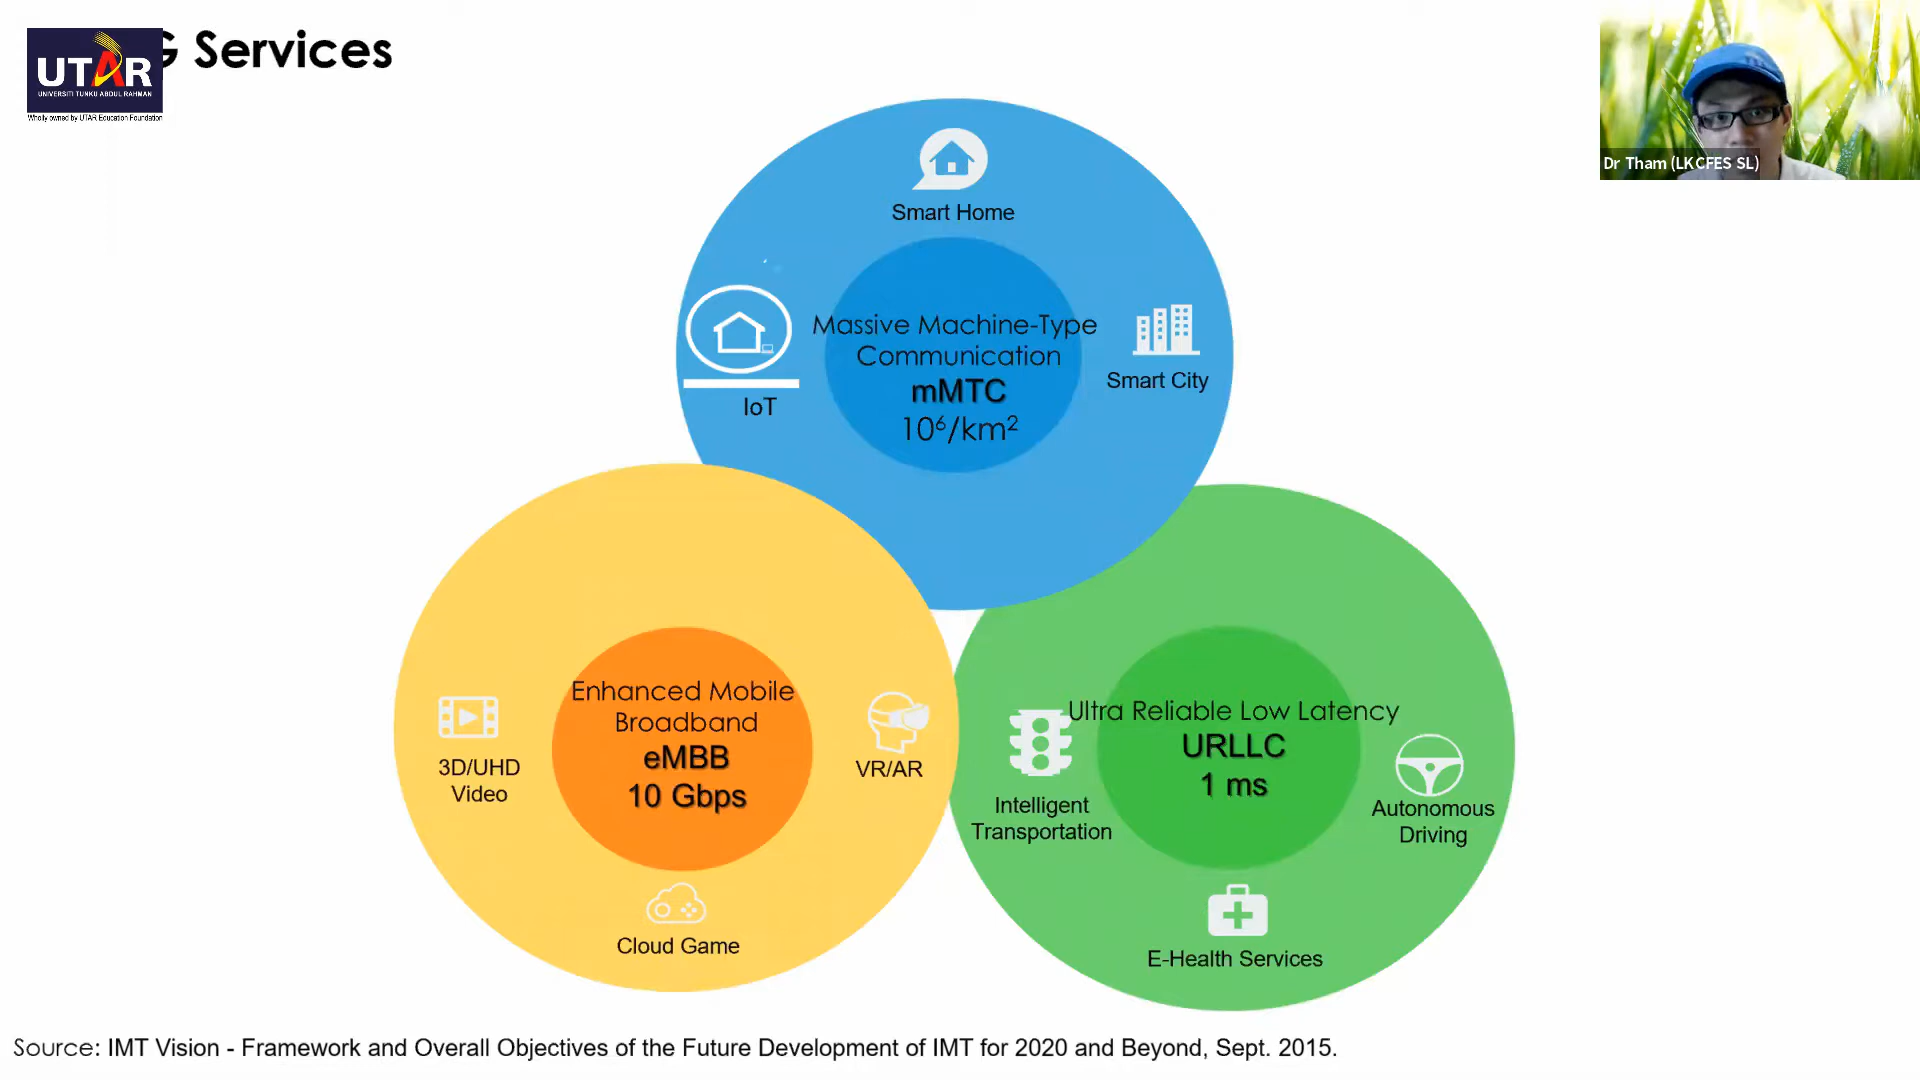 G Services
UTAR
UNIVERSITI TUNKU ABDUL RAHMAN
Wholly owned by UTAR Education Foundation
Dr Tham (LKCFES SL)
Smart Home
Massive Machine-Type
Communication
mMTC
10⁶/km²
IoT
Smart City
Enhanced Mobile
Broadband
eMBB
10 Gbps
3D/UHD
Video
VR/AR
Cloud Game
Ultra Reliable Low Latency
URLLC
1 ms
Intelligent
Transportation
Autonomous
Driving
E-Health Services
Source: IMT Vision - Framework and Overall Objectives of the Future Development of IMT for 2020 and Beyond, Sept. 2015.